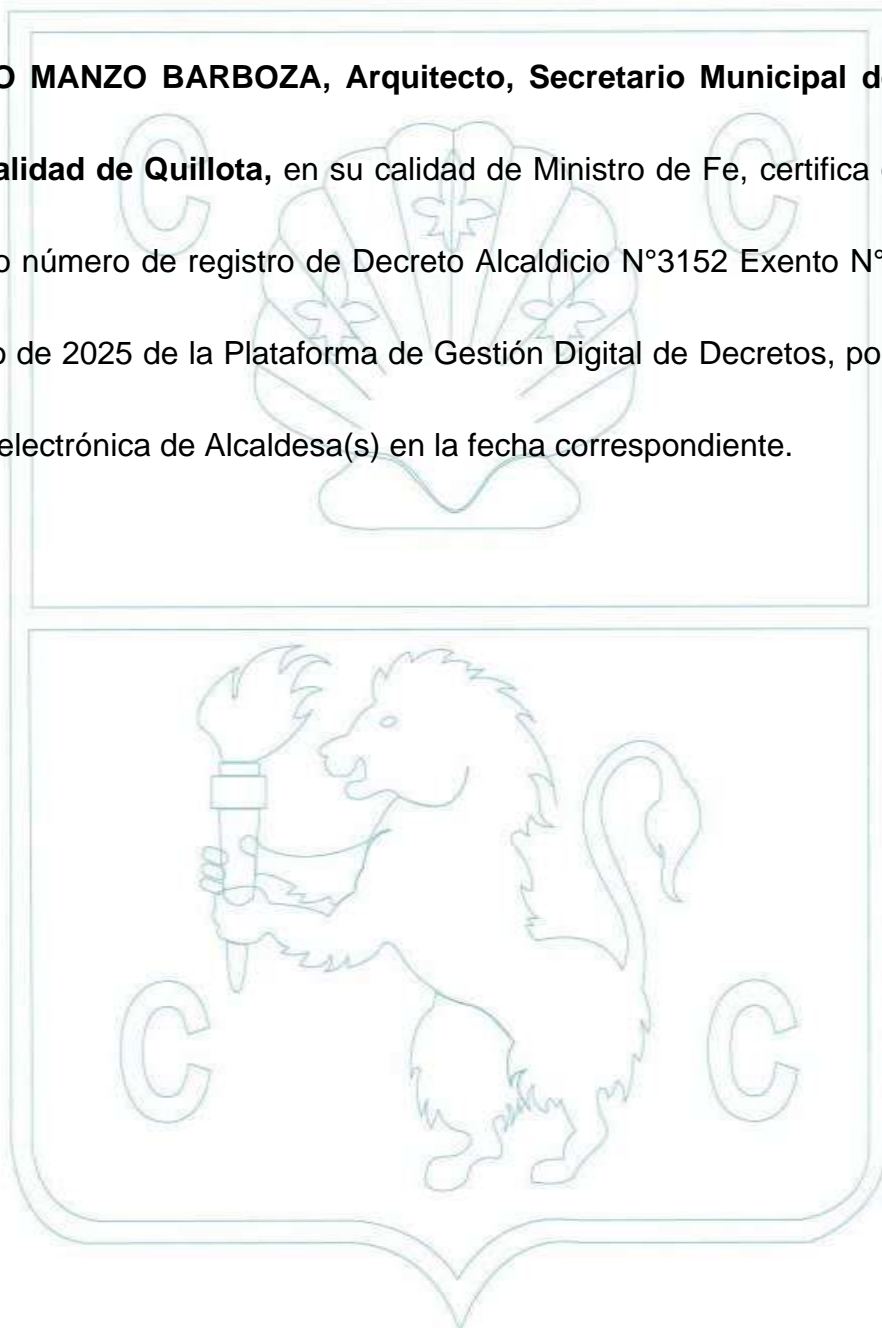 O MANZO BARBOZA, Arquitecto, Secretario Municipal d
alidad de Quillota, en su calidad de Ministro de Fe, certifica
o número de registro de Decreto Alcaldicio N°3152 Exento N°
o de 2025 de la Plataforma de Gestión Digital de Decretos, po
electrónica de Alcaldesa(s) en la fecha correspondiente.
C C
C C